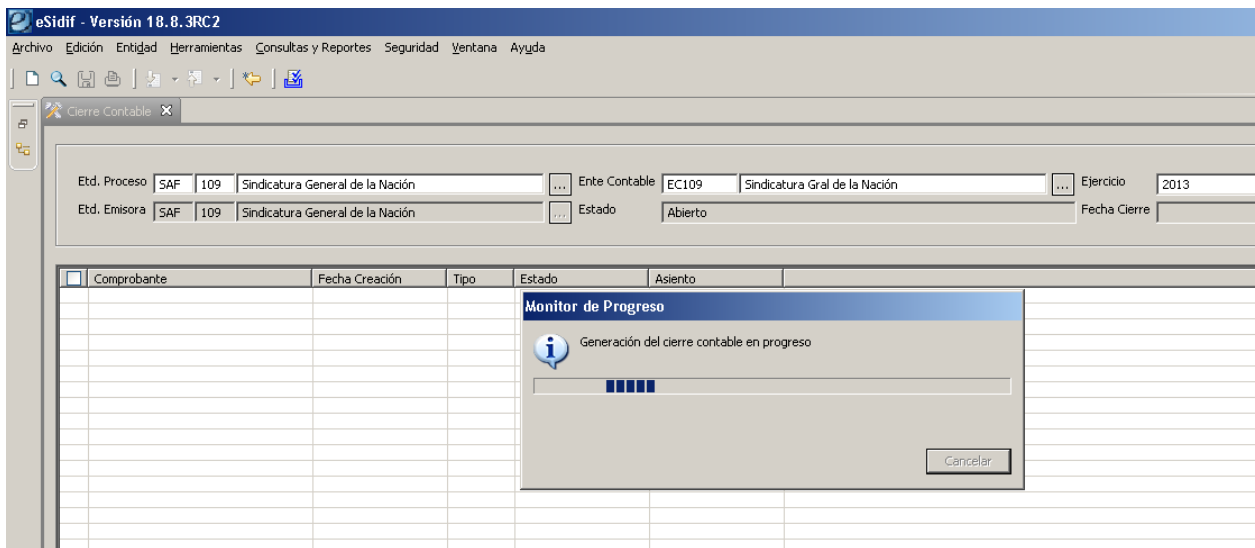 eSidif - Versión 18.8.3RC2
Archivo Edición Entidad Herramientas Consultas y Reportes Seguridad Ventana Ayuda
Cierre Contable
Etd. Proceso SAF 109 Sindicatura General de la Nación ... Ente Contable EC109 Sindicatura Gral de la Nación ... Ejercicio 2013
Etd. Emisora SAF 109 Sindicatura General de la Nación ... Estado Abierto Fecha Cierre
Comprobante Fecha Creación Tipo Estado Asiento
Monitor de Progreso
Generación del cierre contable en progreso
Cancelar